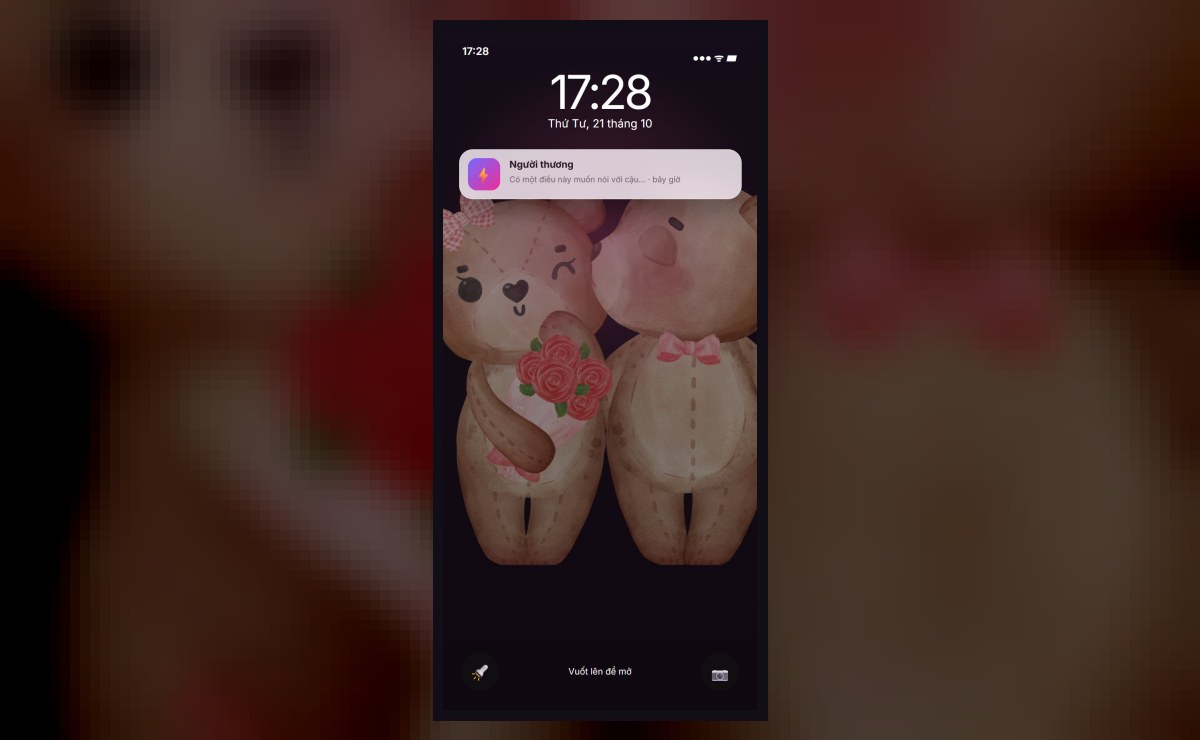 17:28
17:28
Thứ Tư, 21 tháng 10
Người thương
Có một điều này muốn nói với cậu... · bây giờ
Vuốt lên để mở